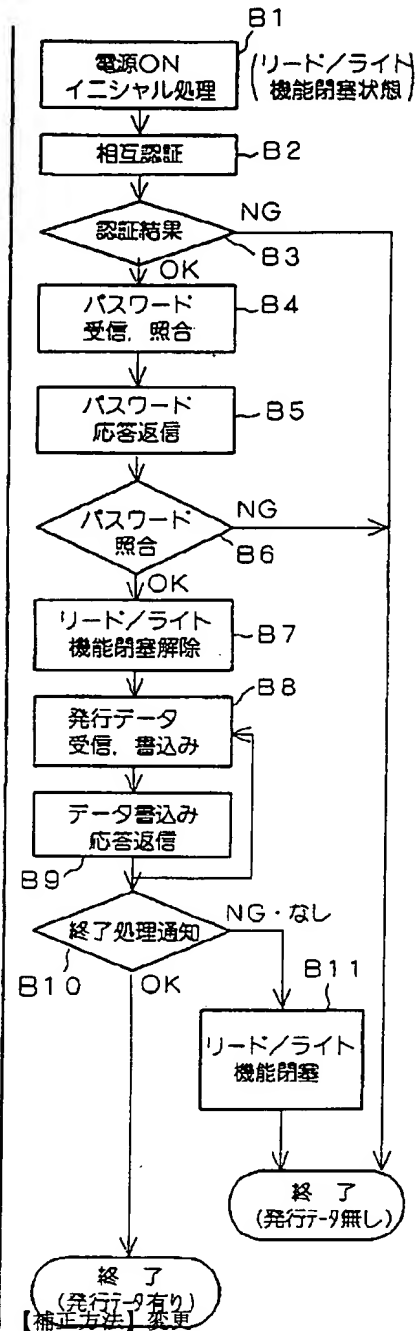 B1
電源ON
イニシャル処理
(リード/ライト
機能閉塞状態)
相互認証
B2
認証結果
NG
B3
OK
パスワード
受信,照合
B4
パスワード
応答返信
B5
パスワード
照合
NG
B6
OK
リード/ライト
機能閉塞解除
B7
B8
発行データ
受信,書込み
データ書込み
応答返信
B9
終了処理通知
NG・なし
B10
OK
B11
リード/ライト
機能閉塞
終了
(発行データ無し)
終了
(発行データ有り)
【補正方法】変更